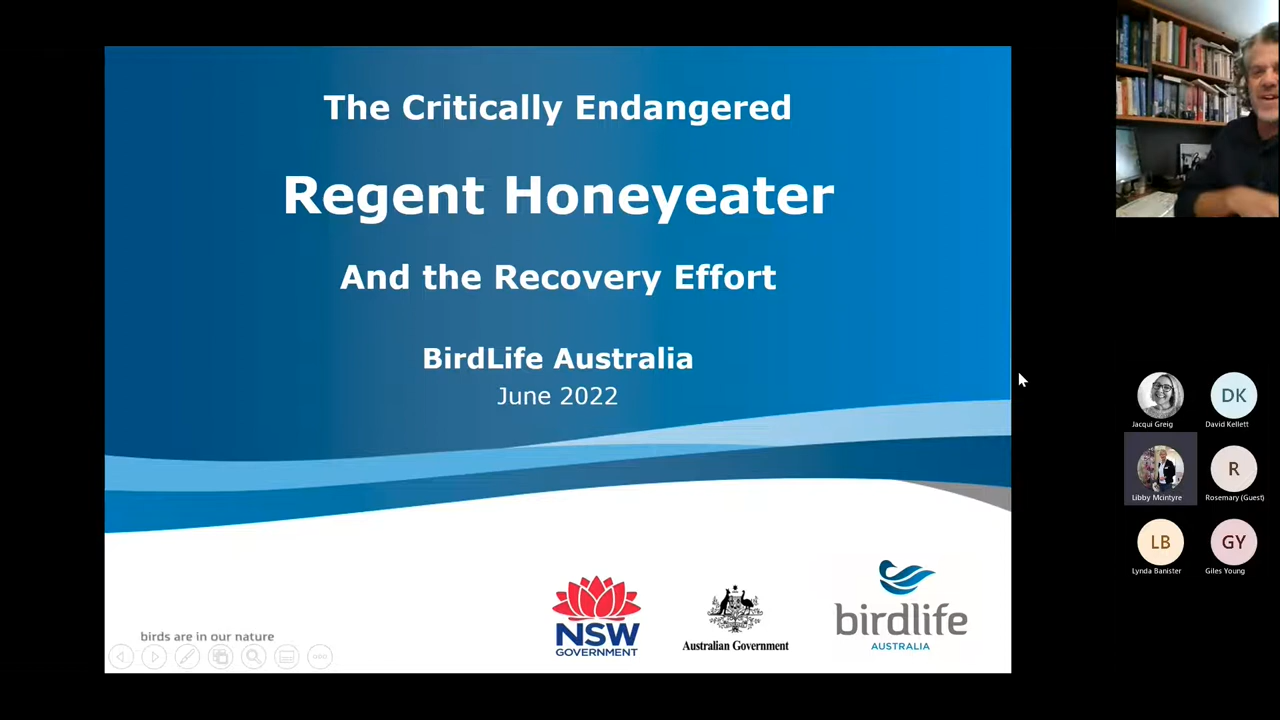 The Critically Endangered
Regent Honeyeater
And the Recovery Effort
BirdLife Australia
June 2022
birds are in our nature
NSW
GOVERNMENT
Australian Government
birdlife
AUSTRALIA
Jacqui Greig
DK
David Kellett
Libby Mcintyre
R
Rosemary (Guest)
LB
Lynda Banister
GY
Giles Young